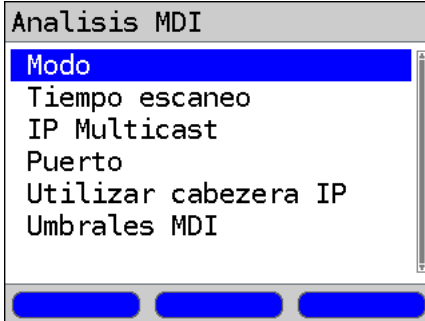 Analisis MDI
Modo
Tiempo escaneo
IP Multicast
Puerto
Utilizar cabezera IP
Umbrales MDI